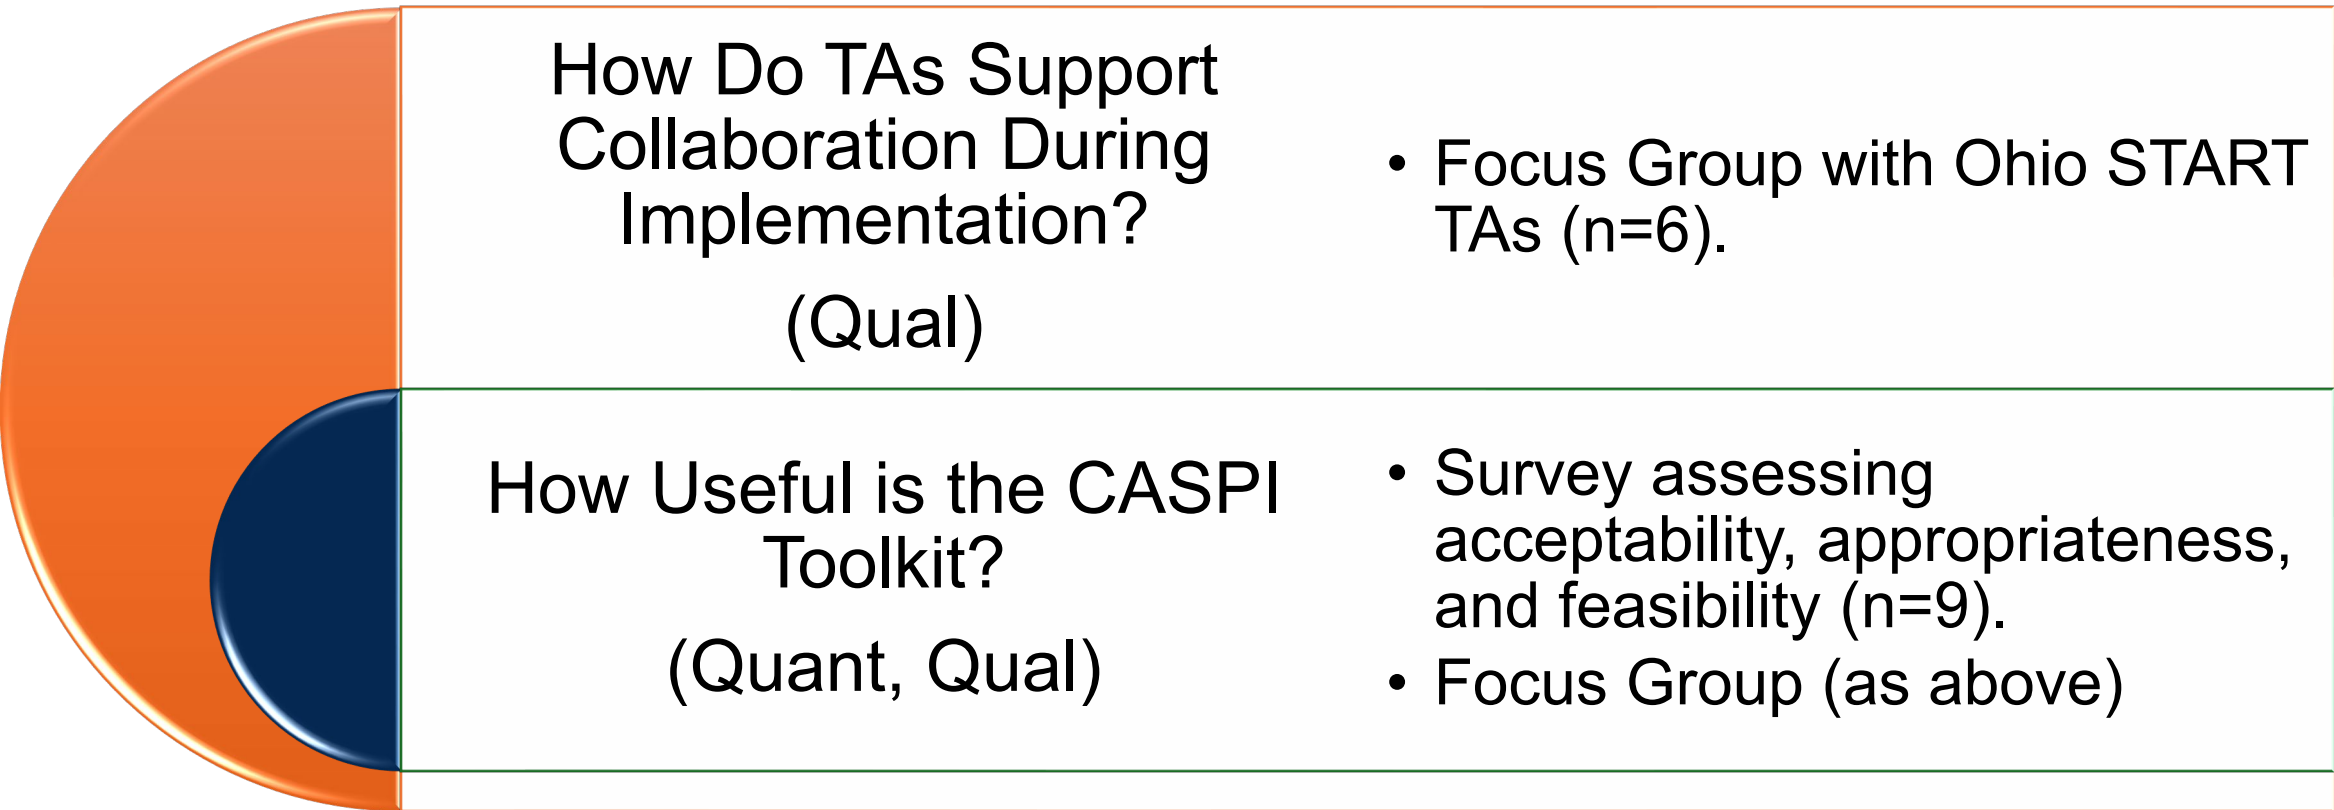 How Do TAs Support
Collaboration During
Implementation?
(Qual)
• Focus Group with Ohio START
TAs (n=6).
How Useful is the CASPI
Toolkit?
(Quant, Qual)
• Survey assessing
acceptability, appropriateness,
and feasibility (n=9).
• Focus Group (as above)